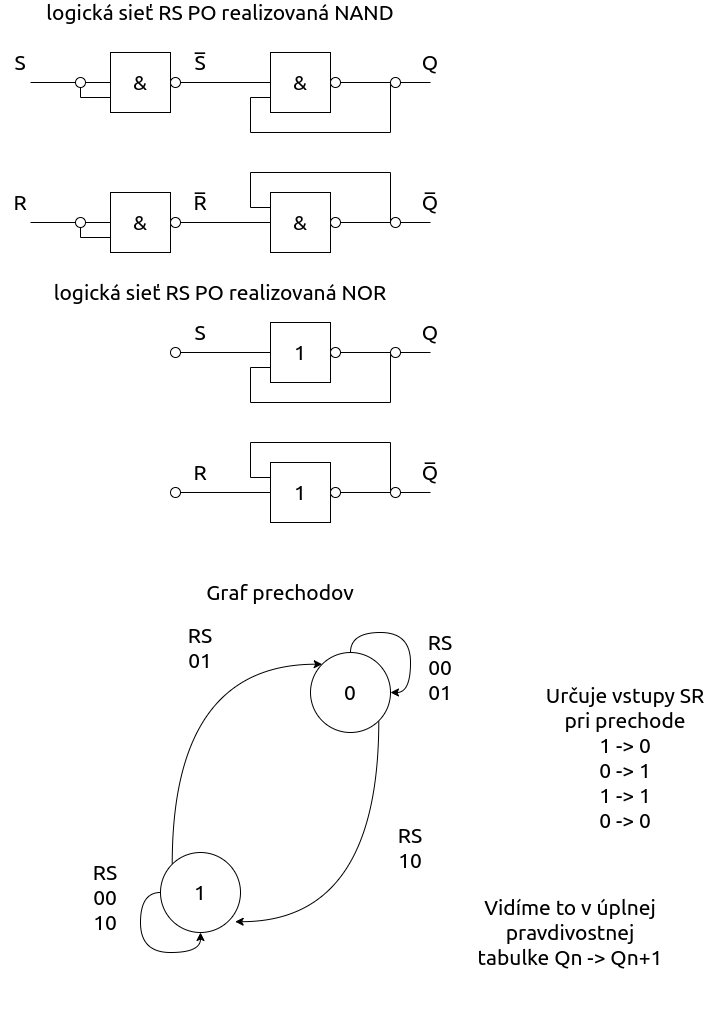 logická sieť RS PO realizovaná NAND
S
&
S̅
&
Q
R
&
R̅
&
Q̅
logická sieť RS PO realizovaná NOR
S
1
Q
R
1
Q̅
Graf prechodov
RS
01
0
RS
00
01
Určuje vstupy SR
pri prechode
1 -> 0
0 -> 1
1 -> 1
0 -> 0
RS
10
RS
00
10
1
Vidíme to v úplnej
pravdivostnej
tabulke Qn -> Qn+1